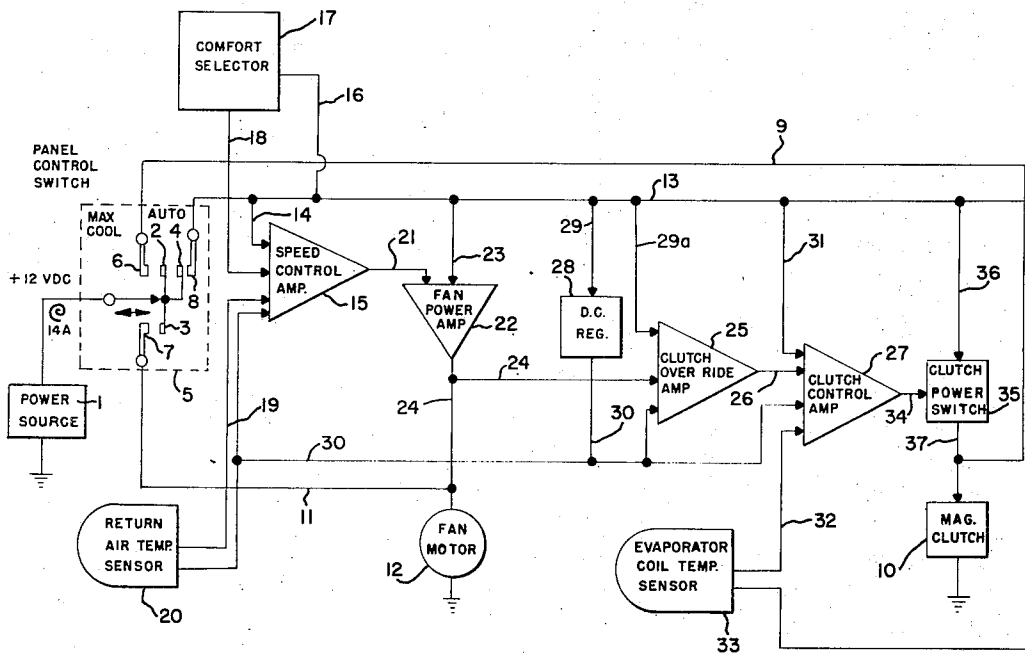 17
COMFORT
SELECTOR
16
18
9
PANEL
CONTROL
SWITCH
13
MAX
COOL
AUTO
2 4
6
8
+12 VDC
14A
3
7
5
POWER
SOURCE
1
14
SPEED
CONTROL
AMP.
15
21
23
FAN
POWER
AMP
22
24
24
29
28
D.C.
REG.
29a
25
CLUTCH
OVER RIDE
AMP
26
31
27
CLUTCH
CONTROL
AMP
34
36
CLUTCH
POWER
SWITCH
35
37
19
30
30
11
RETURN
AIR TEMP.
SENSOR
20
FAN
MOTOR
12
EVAPORATOR
COIL TEMP.
SENSOR
33
32
MAG.
CLUTCH
10